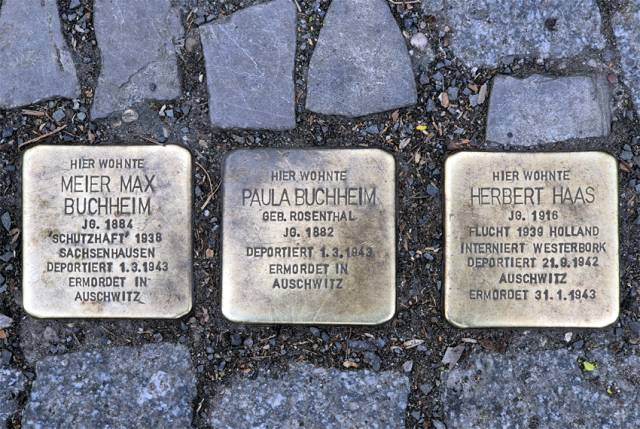 HIER WOHNTE
MEIER MAX
BUCHHEIM
JG. 1884
'SCHUTZHAFT' 1938
SACHSENHAUSEN
DEPORTIERT 1.3.1943
ERMORDET IN
AUSCHWITZ
HIER WOHNTE
PAULA BUCHHEIM
GEB. ROSENTHAL
JG. 1882
DEPORTIERT 1.3.1943
ERMORDET IN
AUSCHWITZ
HIER WOHNTE
HERBERT HAAS
JG. 1916
FLUCHT 1939 HOLLAND
INTERNIERT WESTERBORK
DEPORTIERT 21.9.1942
AUSCHWITZ
ERMORDET 31.1.1943